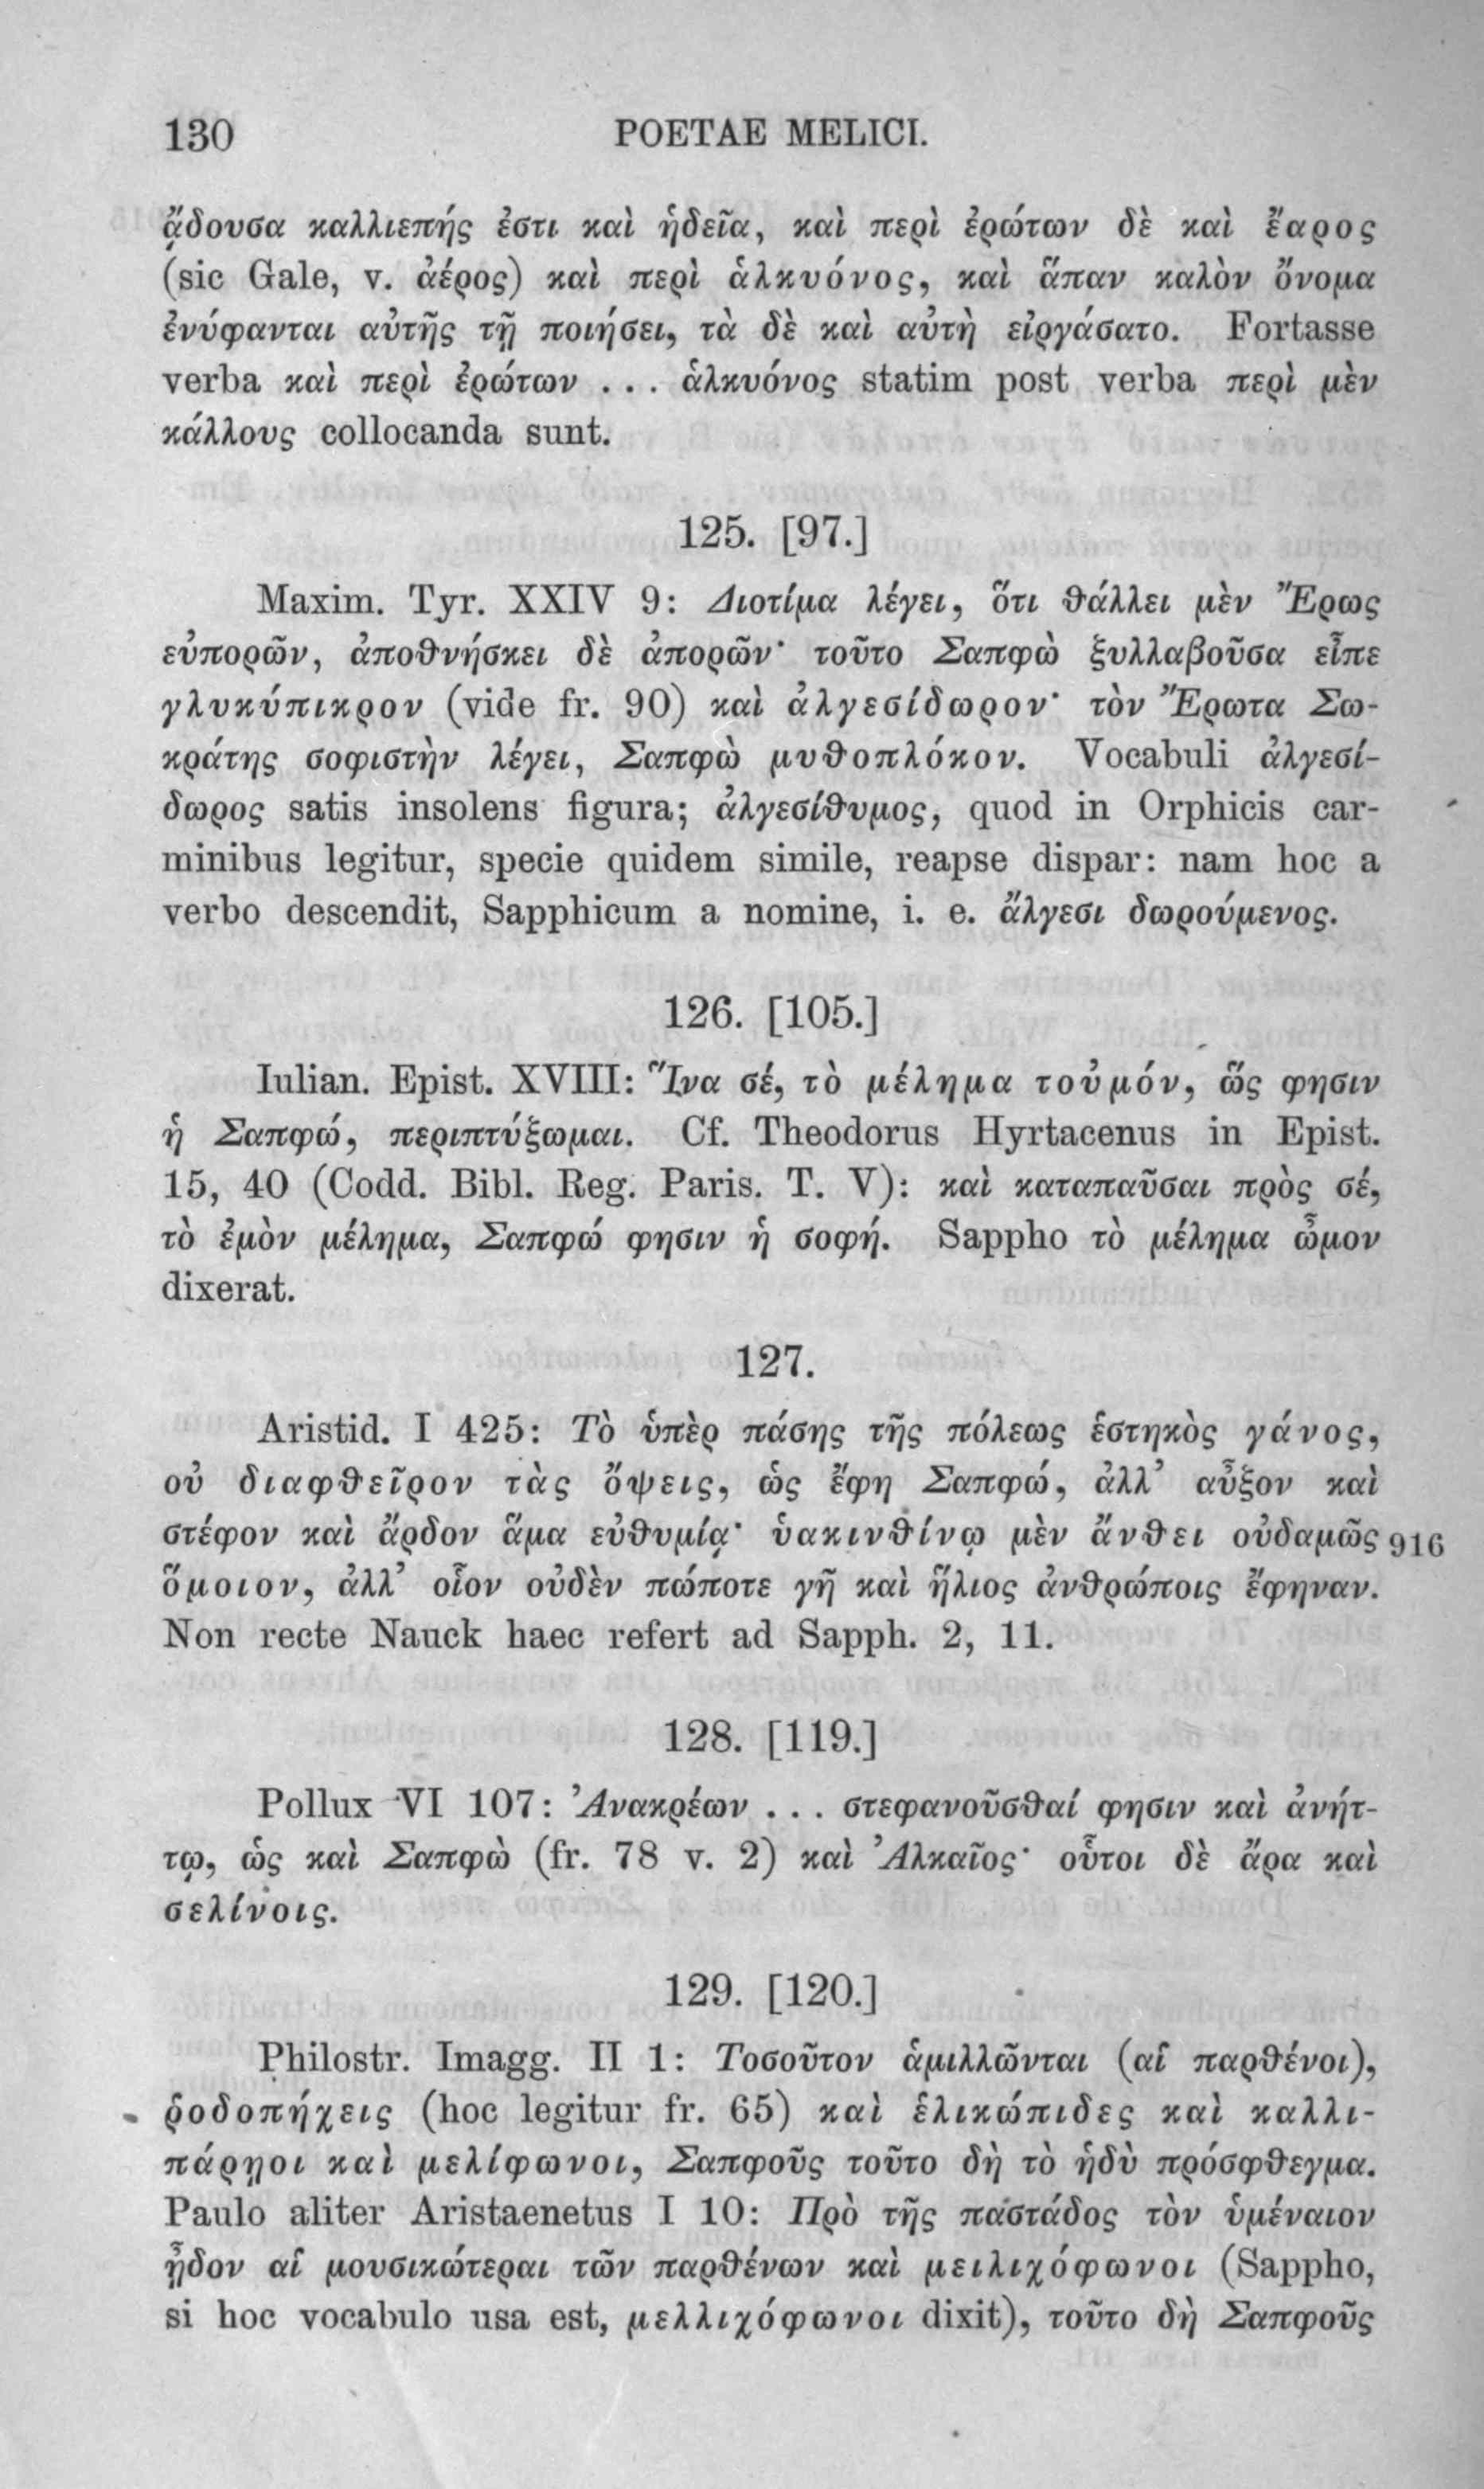 130 POETAE MELICI.
ᾄδουσα καλλιεπής ἐστι καὶ ἡδεῖα, καὶ περὶ ἐρώτων δὲ καὶ ἔαρος
(sic Gale, v. ἀέρος) καὶ περὶ ἁλκυόνος, καὶ ἅπαν καλὸν ὄνομα
ἐνύφανται αὐτῆς τῇ ποιήσει, τὰ δὲ καὶ αὐτὴ εἰργάσατο. Fortasse
verba καὶ περὶ ἐρώτων . . . ἁλκυόνος statim post verba περὶ μὲν
κάλλους collocanda sunt.
125. [97.]
Maxim. Tyr. XXIV 9: Διοτίμα λέγει, ὅτι θάλλει μὲν Ἔρως
εὐπορῶν, ἀποθνήσκει δὲ ἀπορῶν· τοῦτο Σαπφὼ ξυλλαβοῦσα εἶπε
γλυκύπικρον (vide fr. 90) καὶ ἀλγεσίδωρον· τὸν Ἔρωτα Σω-
κράτης σοφιστὴν λέγει, Σαπφὼ μυθοπλόκον. Vocabuli ἀλγεσί-
δωρος satis insolens figura; ἀλγεσίθυμος, quod in Orphicis car-
minibus legitur, specie quidem simile, reapse dispar: nam hoc a
verbo descendit, Sapphicum a nomine, i. e. ἄλγεσι δωρούμενος.
126. [105.]
Iulian. Epist. XVIII: Ἵνα σέ, τὸ μέλημα τοὐμόν, ὥς φησιν
ἡ Σαπφώ, περιπτύξωμαι. Cf. Theodorus Hyrtacenus in Epist.
15, 40 (Codd. Bibl. Reg. Paris. T. V): καὶ καταπαῦσαι πρὸς σέ,
τὸ ἐμὸν μέλημα, Σαπφώ φησιν ἡ σοφή. Sappho τὸ μέλημα ὦμον
dixerat.
127.
Aristid. I 425: Τὸ ὑπὲρ πάσης τῆς πόλεως ἑστηκὸς γάνος,
οὐ διαφθεῖρον τὰς ὄψεις, ὡς ἔφη Σαπφώ, ἀλλ’ αὖξον καὶ
στέφον καὶ ἄρδον ἅμα εὐθυμίᾳ· ὑακινθίνῳ μὲν ἄνθει οὐδαμῶς 916
ὅμοιον, ἀλλ’ οἷον οὐδὲν πώποτε γῆ καὶ ἥλιος ἀνθρώποις ἔφηναν.
Non recte Nauck haec refert ad Sapph. 2, 11.
128. [119.]
Pollux VI 107: Ἀνακρέων . . . στεφανοῦσθαί φησιν καὶ ἀνήτ-
τῳ, ὡς καὶ Σαπφὼ (fr. 78 v. 2) καὶ Ἀλκαῖος· οὗτοι δὲ ἄρα καὶ
σελίνοις.
129. [120.]
Philostr. Imagg. II 1: Τοσοῦτον ἁμιλλῶνται (αἱ παρθένοι),
ῥοδοπήχεις (hoc legitur fr. 65) καὶ ἑλικώπιδες καὶ καλλι-
πάρῃοι καὶ μελίφωνοι, Σαπφοῦς τοῦτο δὴ τὸ ἡδὺ πρόσφθεγμα.
Paulo aliter Aristaenetus I 10: Πρὸ τῆς παστάδος τὸν ὑμέναιον
ᾖδον αἱ μουσικώτεραι τῶν παρθένων καὶ μειλιχόφωνοι (Sappho,
si hoc vocabulo usa est, μελλιχόφωνοι dixit), τοῦτο δὴ Σαπφοῦς